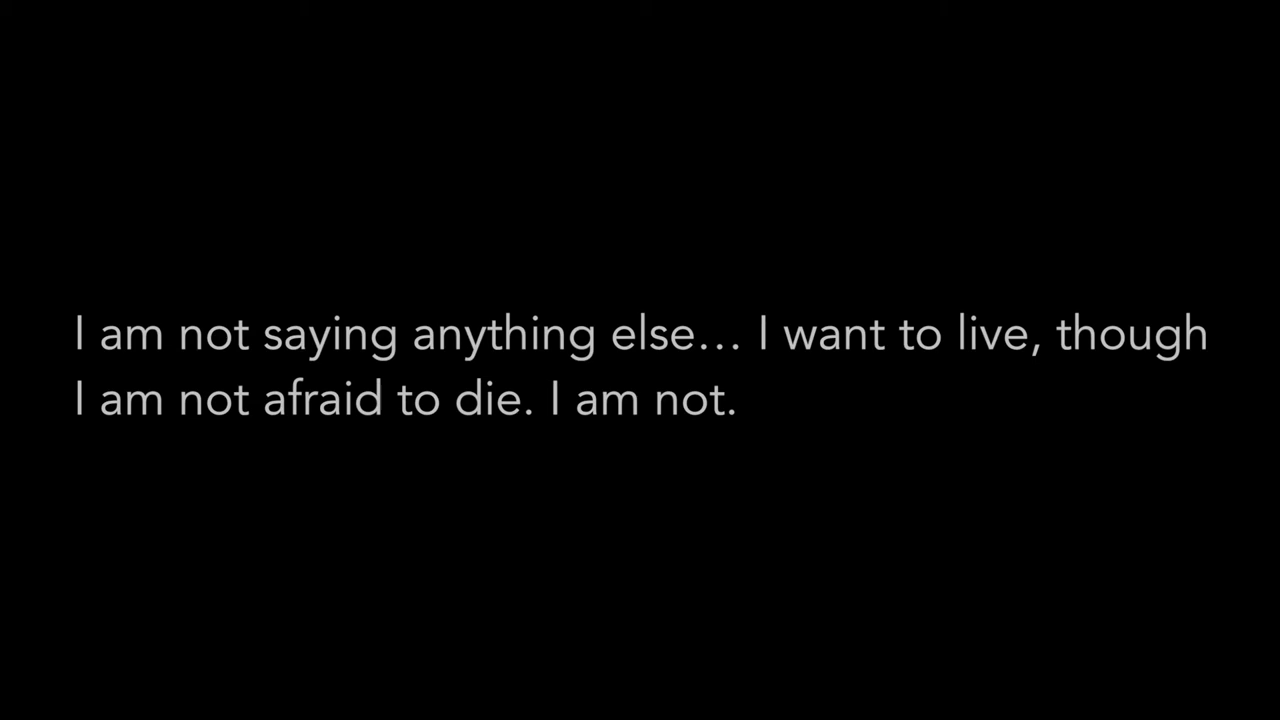 I am not saying anything else… I want to live, though
I am not afraid to die. I am not.